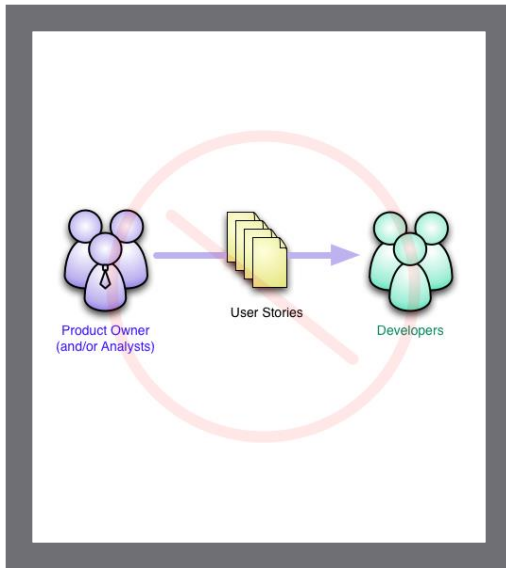 User Stories
Product Owner
(and/or Analysts)
Developers